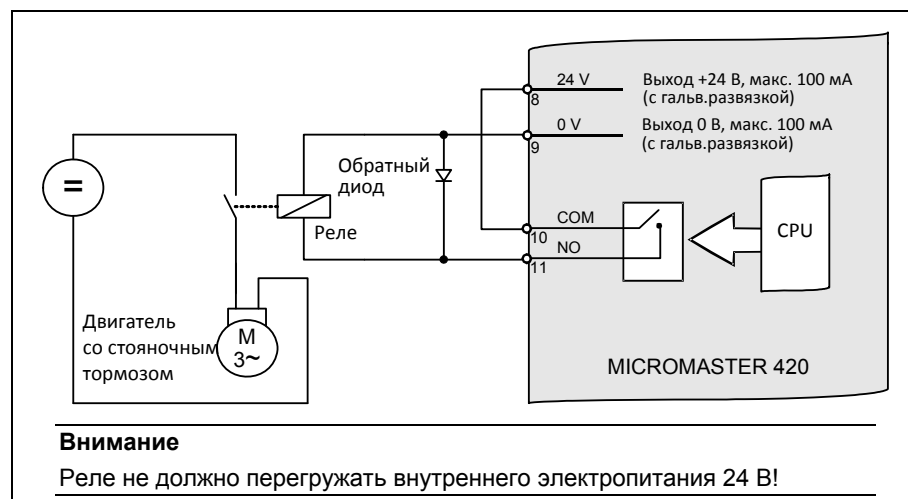 24 V
8
Выход +24 В, макс. 100 мА
(с гальв.развязкой)
0 V
9
Выход 0 В, макс. 100 мА
(с гальв.развязкой)
Обратный
диод
=
Реле
COM
10
NO
11
CPU
Двигатель
со стояночным
тормозом
M
3~
MICROMASTER 420
Внимание
Реле не должно перегружать внутреннего электропитания 24 В!